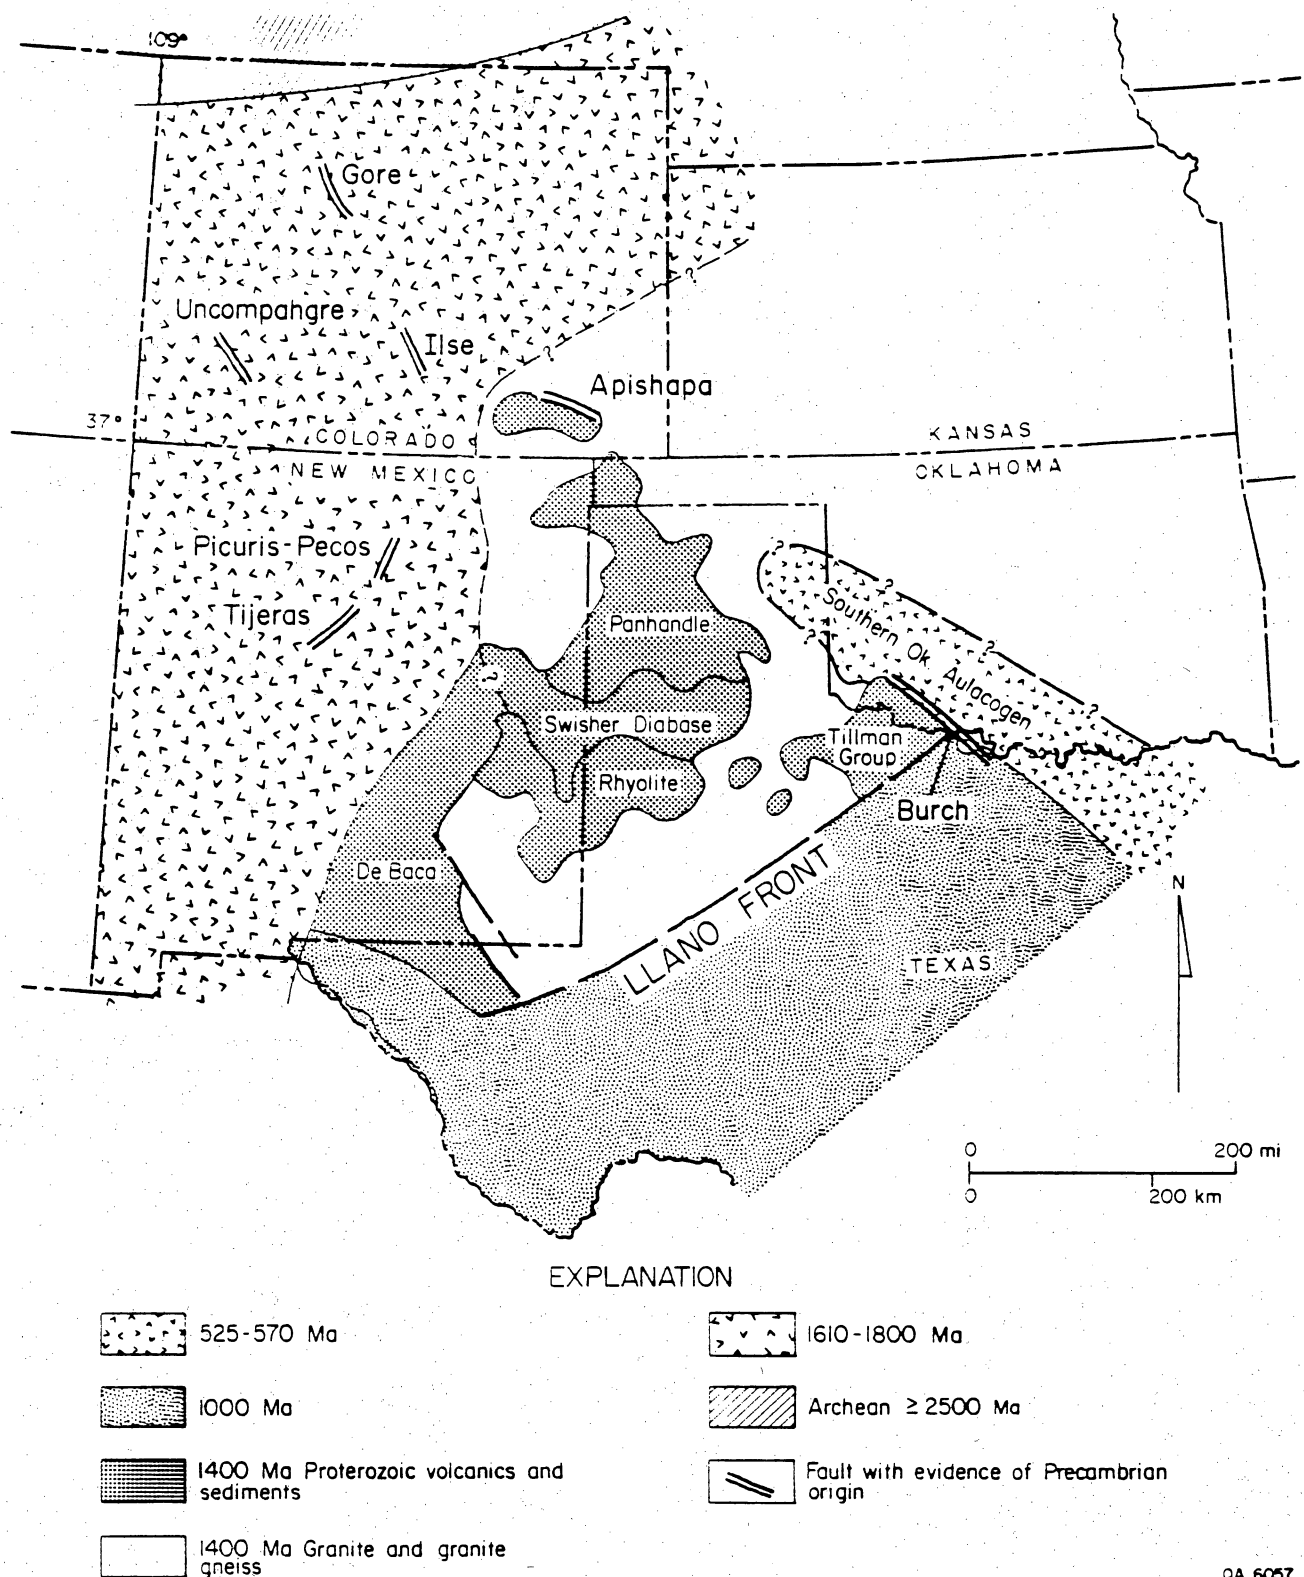 109°
Gore
Uncompahgre
Ilse
?
?
Apishapa
37°
COLORADO
KANSAS
NEW MEXICO
OKLAHOMA
?
Picuris-Pecos
?
?
Southern Ok. Aulacogen
Tijeras
Panhandle
?
?
?
?
Swisher Diabase
Tillman
Group
Rhyolite
Burch
De Baca
LLANO FRONT
N
TEXAS
0 200 mi
0 200 km
EXPLANATION
525-570 Ma
1610-1800 Ma
1000 Ma
Archean ≥ 2500 Ma
1400 Ma Proterozoic volcanics and
sediments
Fault with evidence of Precambrian
origin
1400 Ma Granite and granite
gneiss
QA 6057